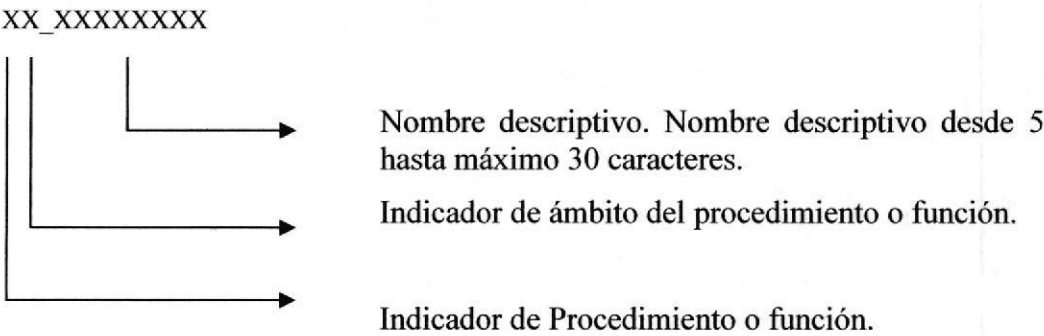 XX_XXXXXXXX
Nombre descriptivo. Nombre descriptivo desde 5
hasta máximo 30 caracteres.
Indicador de ámbito del procedimiento o función.
Indicador de Procedimiento o función.